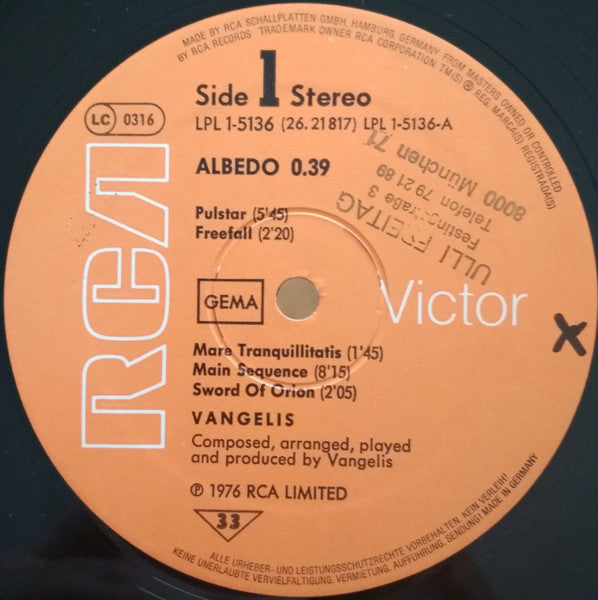 MADE BY RCA SCHALLPLATTEN GMBH, HAMBURG, GERMANY, FROM MASTERS OWNED OR CONTROLLED
BY RCA RECORDS TRADEMARK OWNER RCA CORPORATION. TM(S) ® REG. MARCA(S) REGISTRADA(S)
Side 1 Stereo
LC 0316
LPL 1-5136 (26.21817) LPL 1-5136-A
ALBEDO 0.39
ULLI FREITAG
Festingstraße 3
Telefon 79 21 89
8000 München 71
Pulstar (5'45)
Freefall (2'20)
RCA
GEMA
Victor
X
Mare Tranquillitatis (1'45)
Main Sequence (8'15)
Sword Of Orion (2'05)
VANGELIS
Composed, arranged, played
and produced by Vangelis
℗ 1976 RCA LIMITED
33
ALLE URHEBER- UND LEISTUNGSSCHUTZRECHTE VORBEHALTEN. KEIN VERLEIH!
KEINE UNERLAUBTE VERVIELFÄLTIGUNG, VERMIETUNG, AUFFÜHRUNG, SENDUNG! MADE IN GERMANY